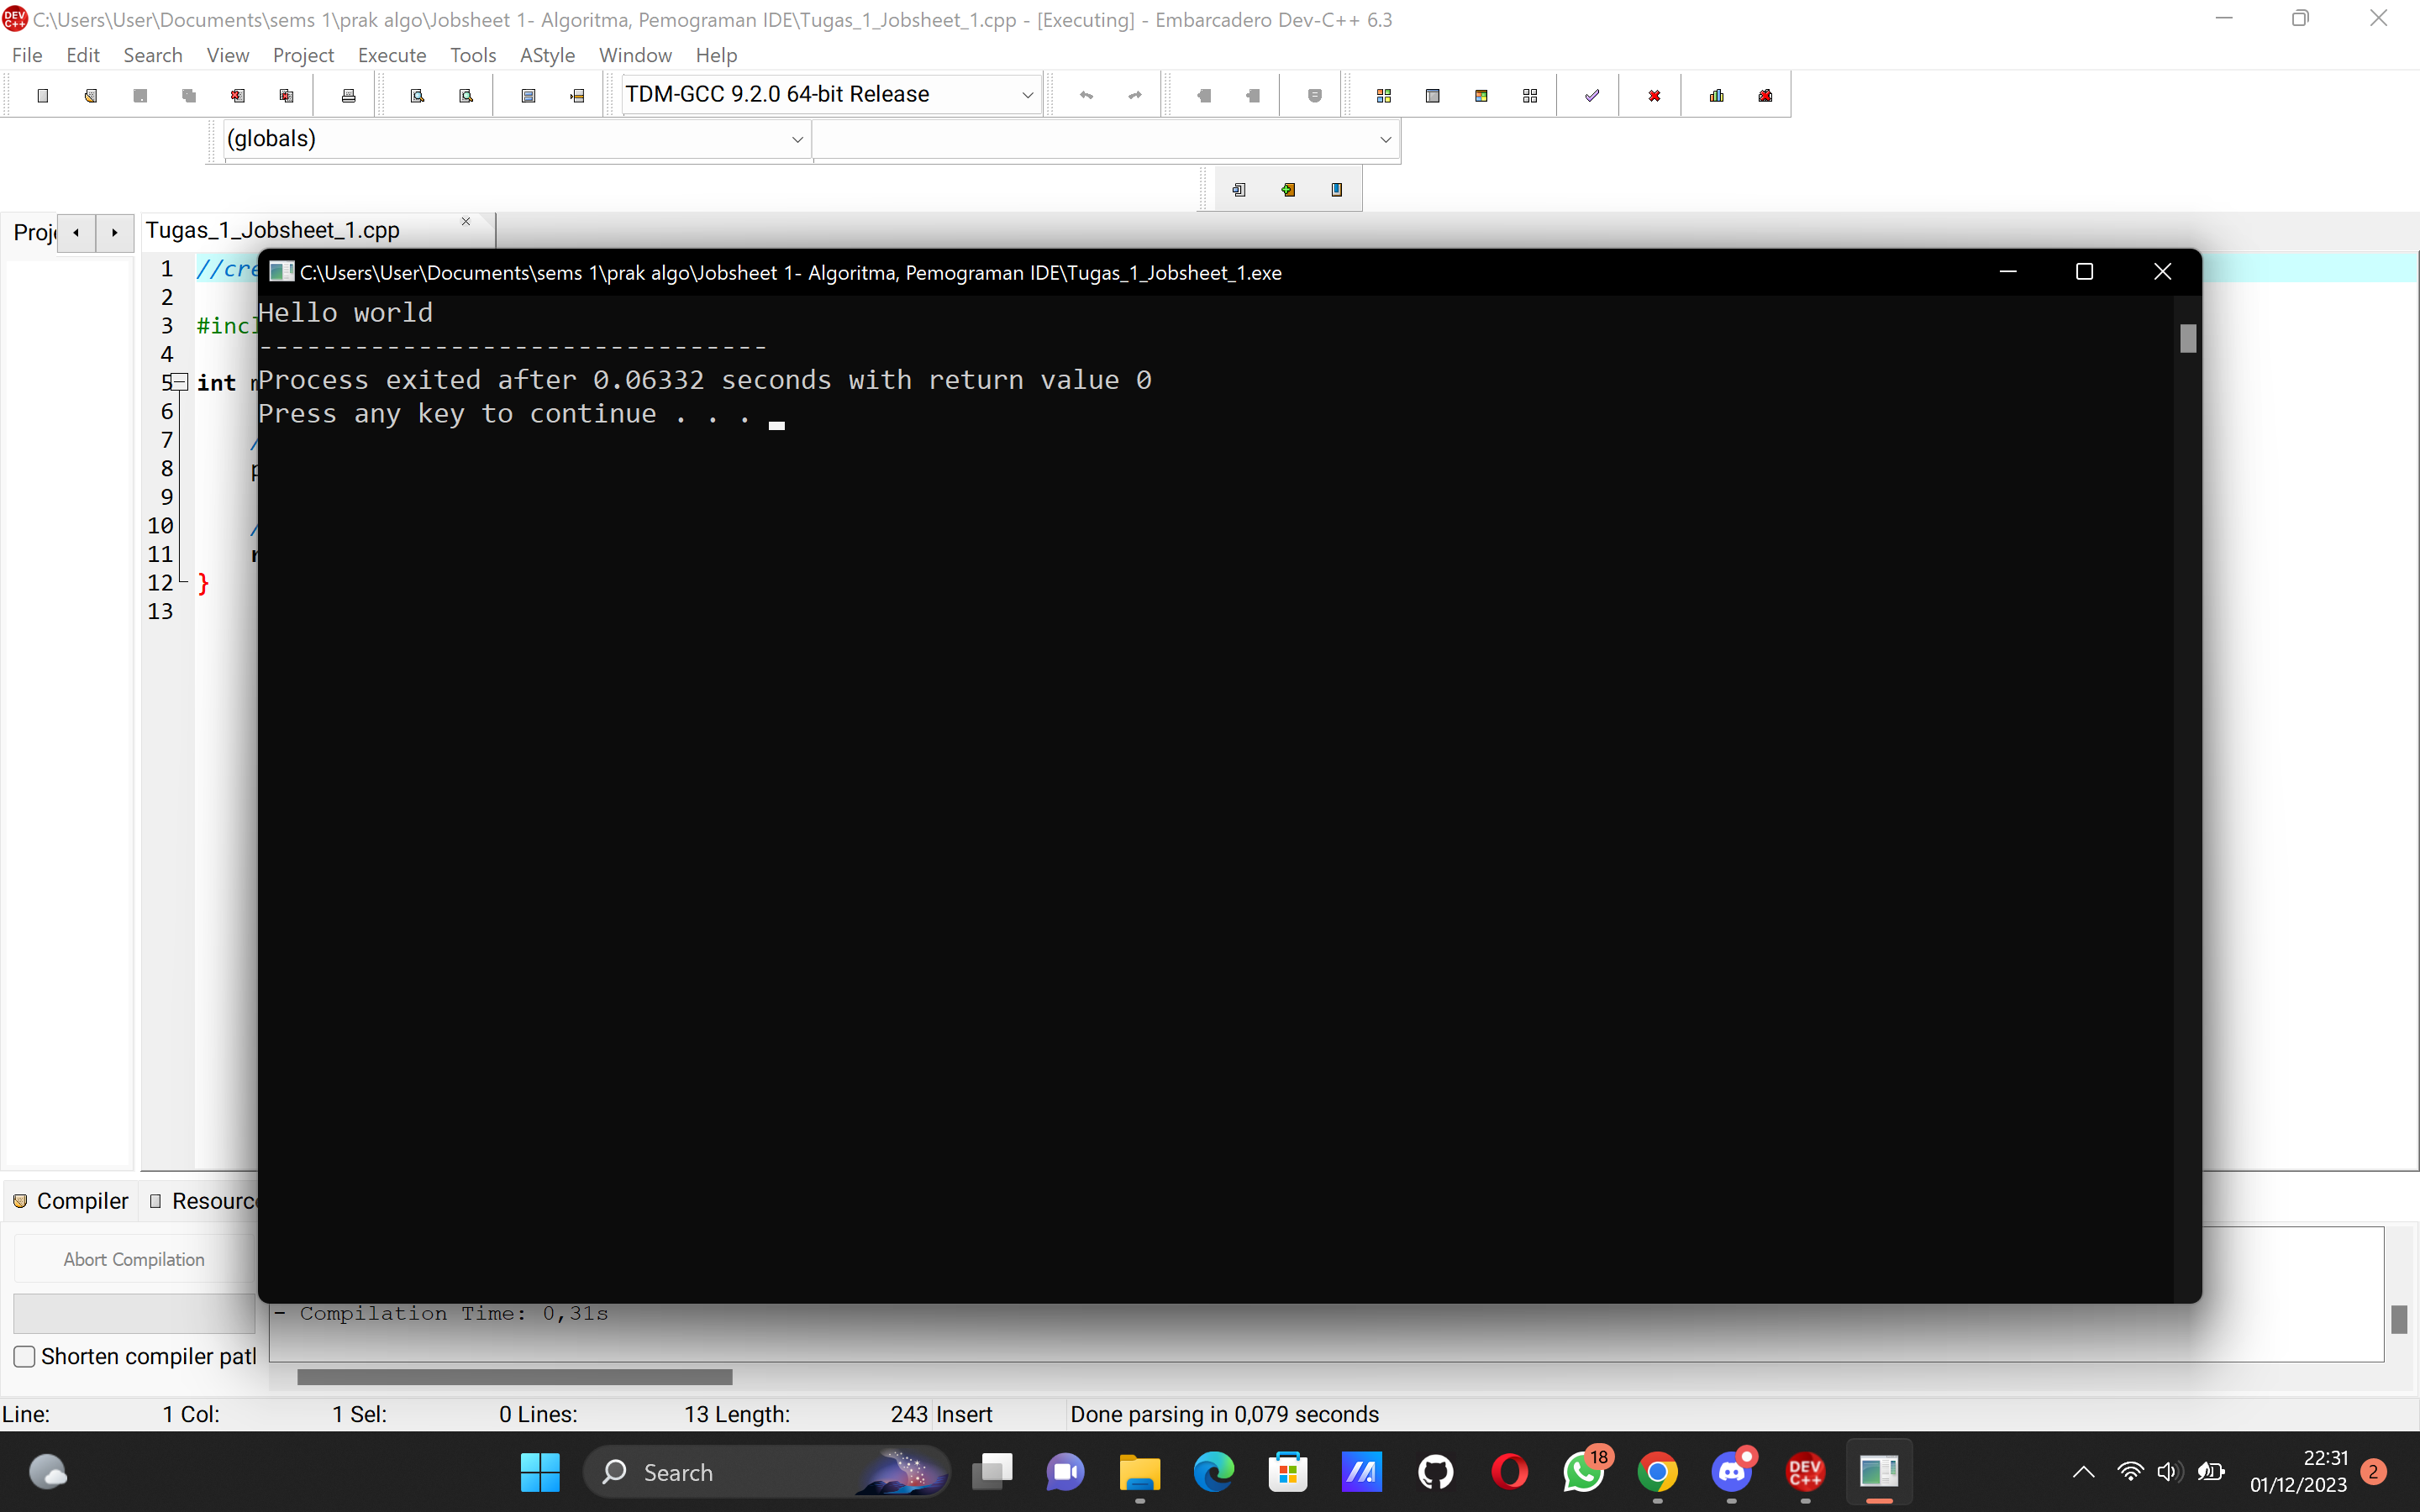 C:\Users\User\Documents\sems 1\prak algo\Jobsheet 1- Algoritma, Pemograman IDE\Tugas_1_Jobsheet_1.cpp - [Executing] - Embarcadero Dev-C++ 6.3
File Edit Search View Project Execute Tools AStyle Window Help
TDM-GCC 9.2.0 64-bit Release
(globals)
Proj
Tugas_1_Jobsheet_1.cpp
C:\Users\User\Documents\sems 1\prak algo\Jobsheet 1- Algoritma, Pemograman IDE\Tugas_1_Jobsheet_1.exe
Hello world
--------------------------------
Process exited after 0.06332 seconds with return value 0
Press any key to continue . . .
1 //cre
2
3 #incl
4
5 int m
6
7 /
8 p
9
10 /
11 r
12 }
13
Compiler Resourc
Abort Compilation
- Compilation Time: 0,31s
Shorten compiler pat
Line: 1 Col: 1 Sel: 0 Lines: 13 Length: 243 Insert Done parsing in 0,079 seconds
Search
18
DEV C++
22:31
01/12/2023
2